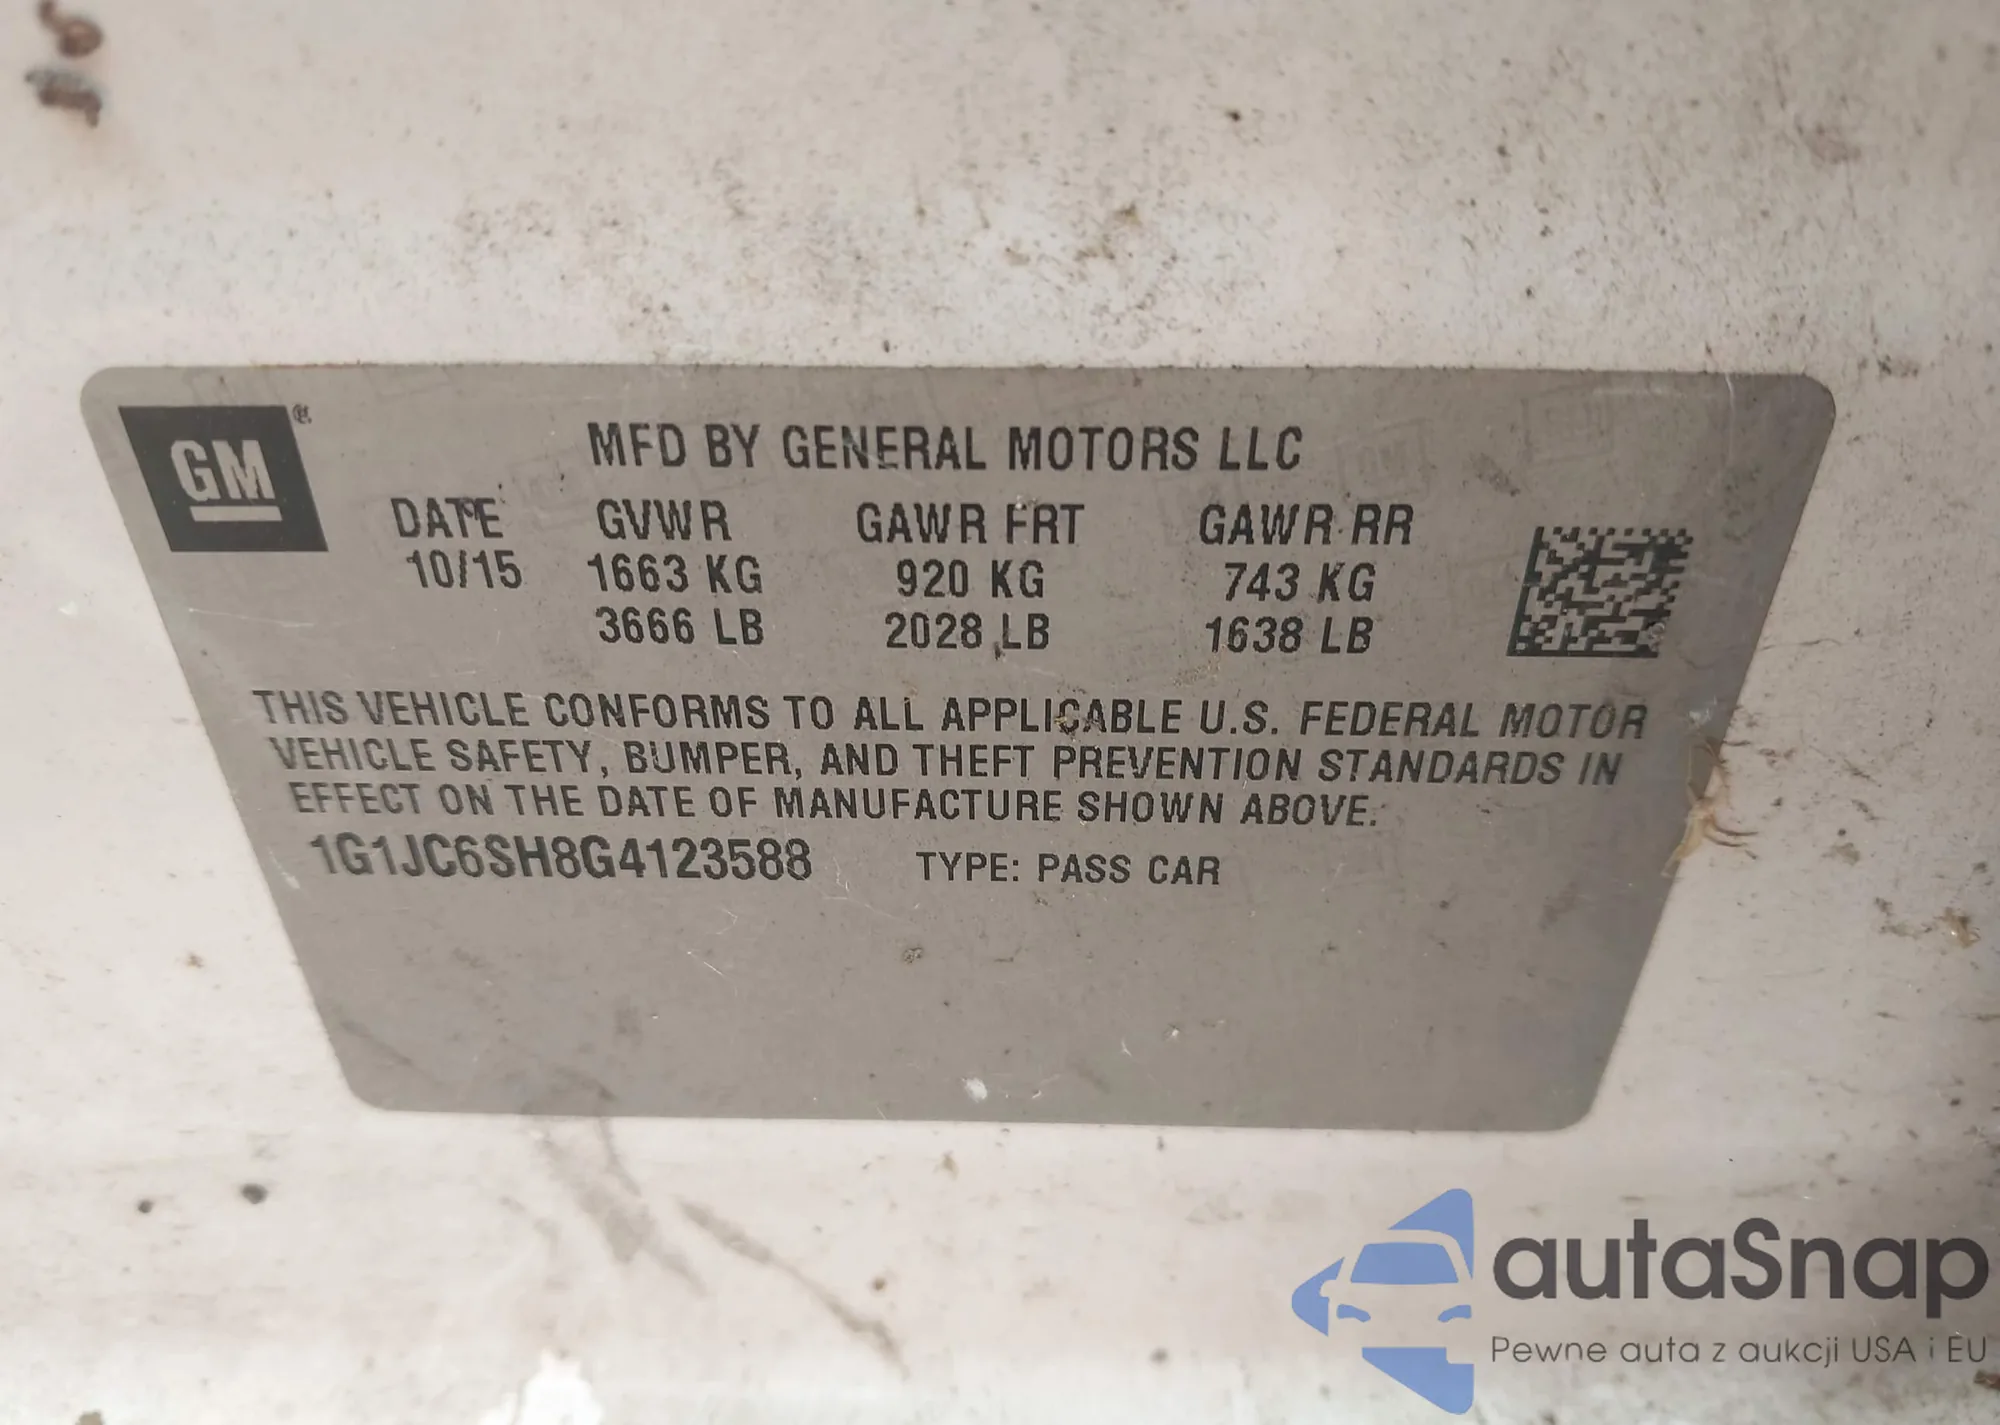 GM®
MFD BY GENERAL MOTORS LLC
DATE GVWR GAWR FRT GAWR RR
10/15 1663 KG 920 KG 743 KG
3666 LB 2028 LB 1638 LB
THIS VEHICLE CONFORMS TO ALL APPLICABLE U.S. FEDERAL MOTOR
VEHICLE SAFETY, BUMPER, AND THEFT PREVENTION STANDARDS IN
EFFECT ON THE DATE OF MANUFACTURE SHOWN ABOVE.
1G1JC6SH8G4123588 TYPE: PASS CAR
autaSnap
Pewne auta z aukcji USA i EU